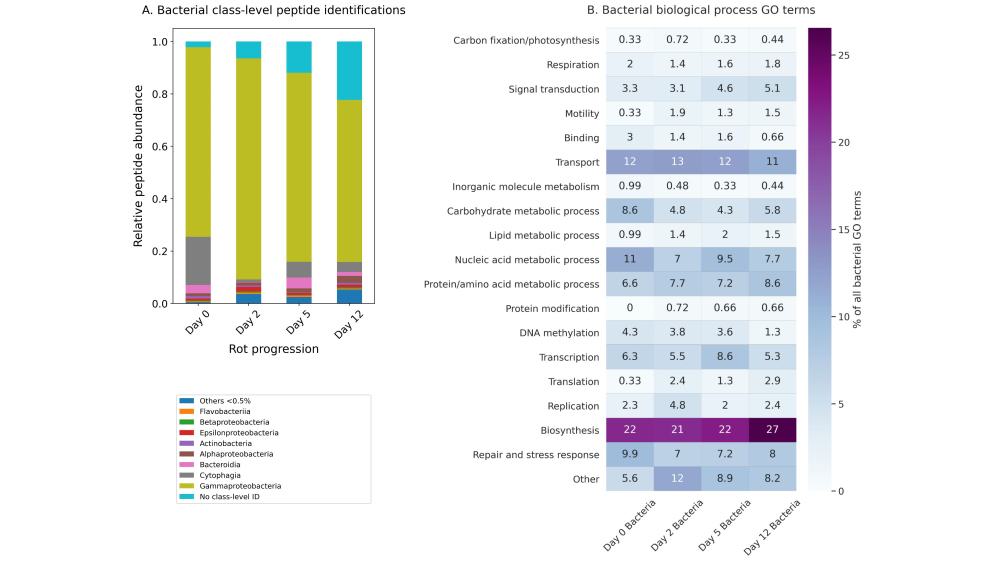 A. Bacterial class-level peptide identifications
Relative peptide abundance
1.0
0.8
0.6
0.4
0.2
0.0
Day 0
Day 2
Day 5
Day 12
Rot progression
Others <0.5%
Flavobacteriia
Betaproteobacteria
Epsilonproteobacteria
Actinobacteria
Alphaproteobacteria
Bacteroidia
Cytophagia
Gammaproteobacteria
No class-level ID
B. Bacterial biological process GO terms
Carbon fixation/photosynthesis 0.33 0.72 0.33 0.44
Respiration 2 1.4 1.6 1.8
Signal transduction 3.3 3.1 4.6 5.1
Motility 0.33 1.9 1.3 1.5
Binding 3 1.4 1.6 0.66
Transport 12 13 12 11
Inorganic molecule metabolism 0.99 0.48 0.33 0.44
Carbohydrate metabolic process 8.6 4.8 4.3 5.8
Lipid metabolic process 0.99 1.4 2 1.5
Nucleic acid metabolic process 11 7 9.5 7.7
Protein/amino acid metabolic process 6.6 7.7 7.2 8.6
Protein modification 0 0.72 0.66 0.66
DNA methylation 4.3 3.8 3.6 1.3
Transcription 6.3 5.5 8.6 5.3
Translation 0.33 2.4 1.3 2.9
Replication 2.3 4.8 2 2.4
Biosynthesis 22 21 22 27
Repair and stress response 9.9 7 7.2 8
Other 5.6 12 8.9 8.2
Day 0 Bacteria
Day 2 Bacteria
Day 5 Bacteria
Day 12 Bacteria
25
20
15
10
5
0
% of all bacterial GO terms